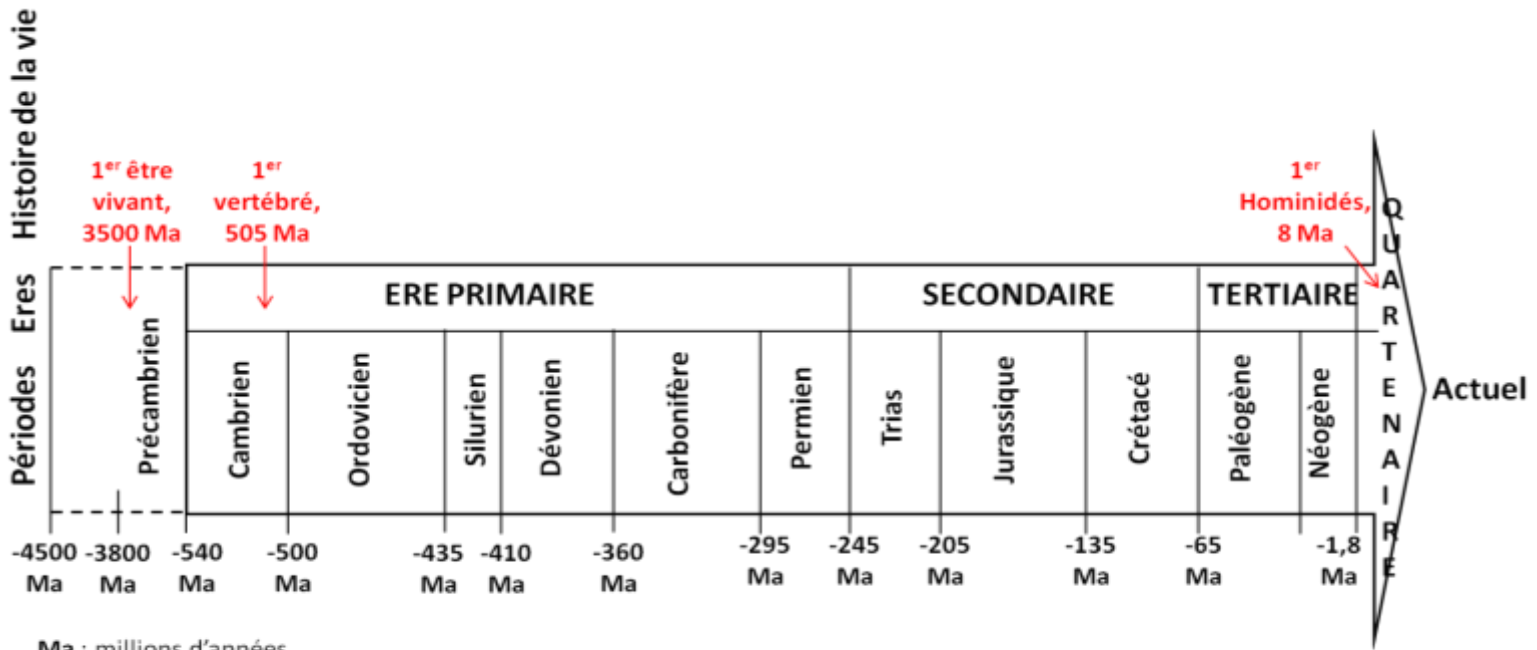 Histoire de la vie
1er être
vivant,
3500 Ma
1er
vertébré,
505 Ma
1er
Hominidés,
8 Ma
Eres
ERE PRIMAIRE
SECONDAIRE
TERTIAIRE
QUARTENAIRE
Périodes
Précambrien
Cambrien
Ordovicien
Silurien
Dévonien
Carbonifère
Permien
Trias
Jurassique
Crétacé
Paléogène
Néogène
Actuel
-4500
Ma
-3800
Ma
-540
Ma
-500
Ma
-435
Ma
-410
Ma
-360
Ma
-295
Ma
-245
Ma
-205
Ma
-135
Ma
-65
Ma
-1,8
Ma
Ma : millions d'années